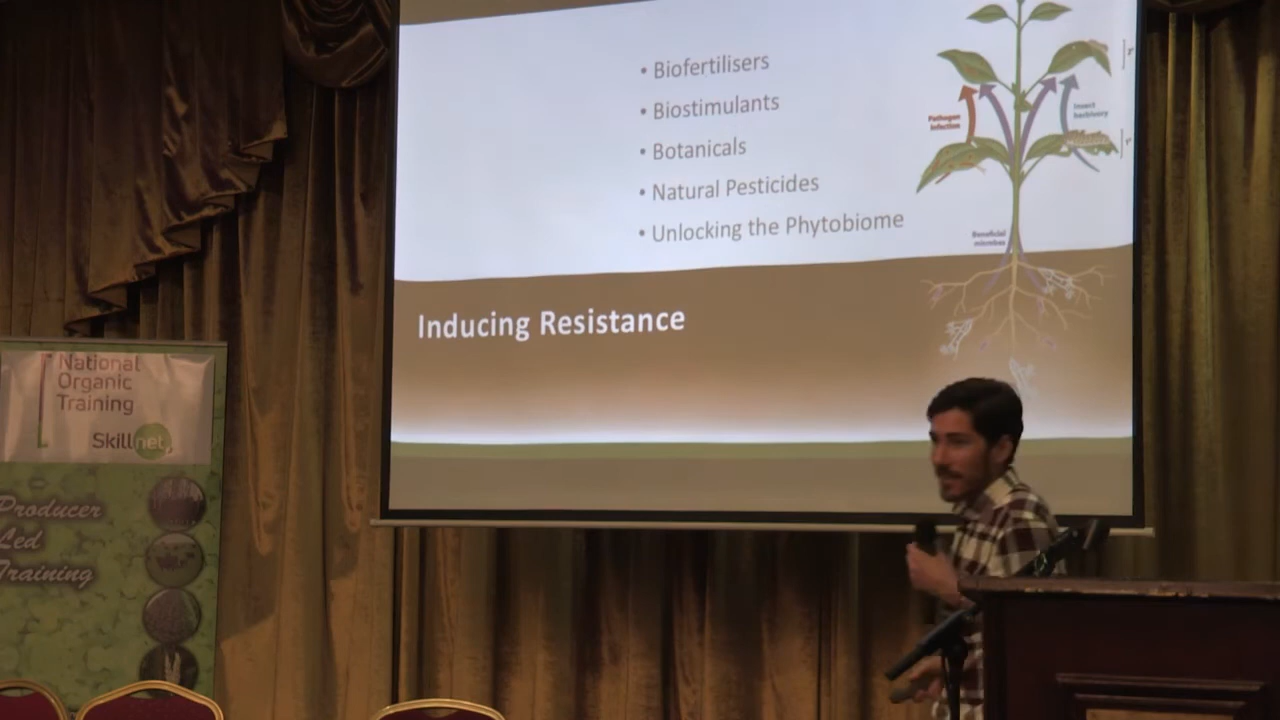 • Biofertilisers
• Biostimulants
• Botanicals
• Natural Pesticides
• Unlocking the Phytobiome
Pathogen
infection
Insect
herbivory
Beneficial
microbes
Inducing Resistance
National
Organic
Training
Skillnet
Producer
Led
Training